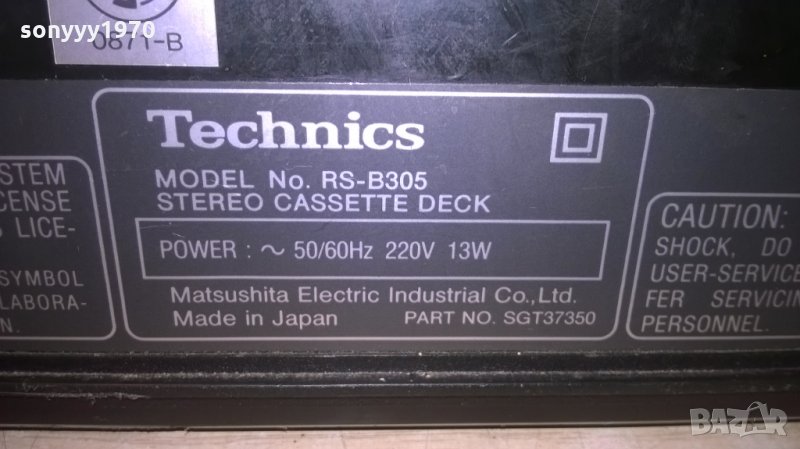 sonyyy1970
0871-B
Technics
MODEL No. RS-B305
STEREO CASSETTE DECK
POWER : ~ 50/60Hz 220V 13W
Matsushita Electric Industrial Co., Ltd.
Made in Japan PART NO. SGT37350
STEM
CENSE
LICE-
SYMBOL
LABORA-
N.
CAUTION:
SHOCK, DO
USER-SERVICE
FER SERVICIN
PERSONNEL.
BAZAR